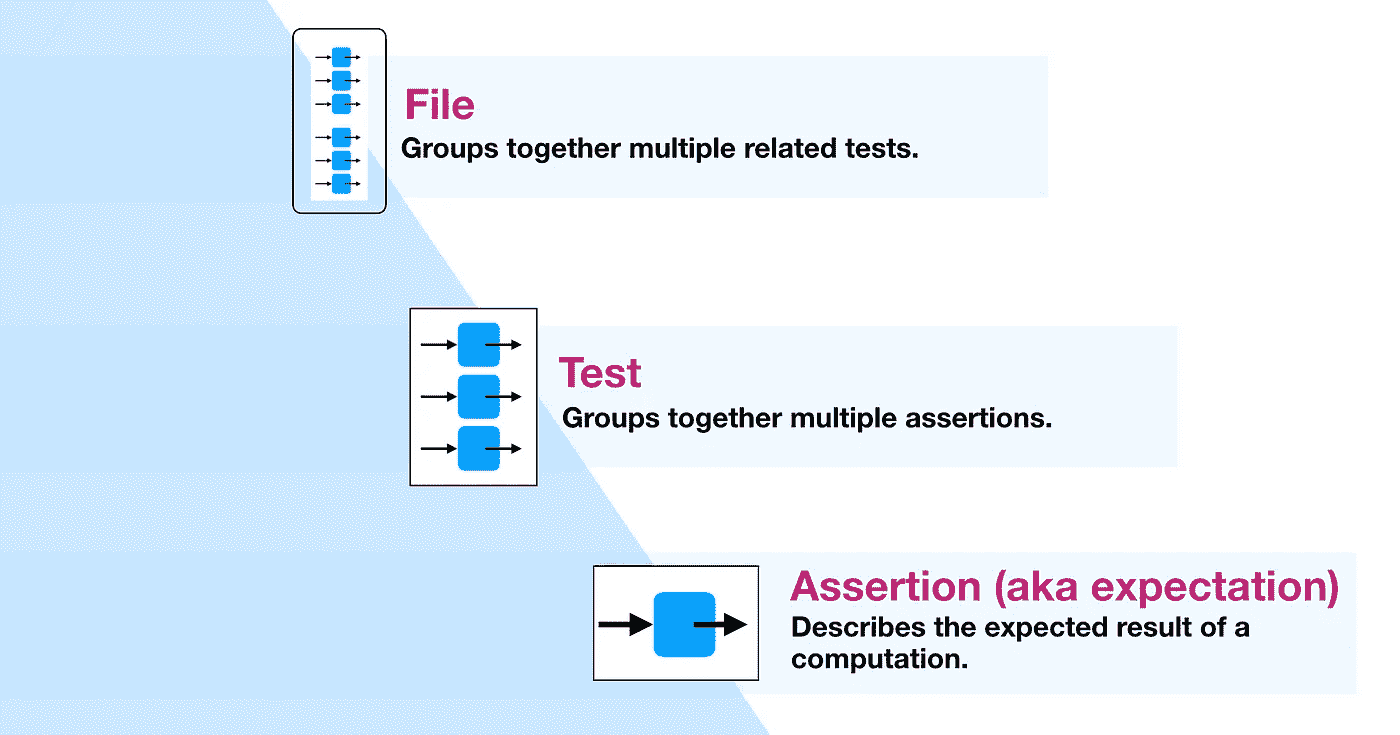 File
Groups together multiple related tests.
Test
Groups together multiple assertions.
Assertion (aka expectation)
Describes the expected result of a
computation.